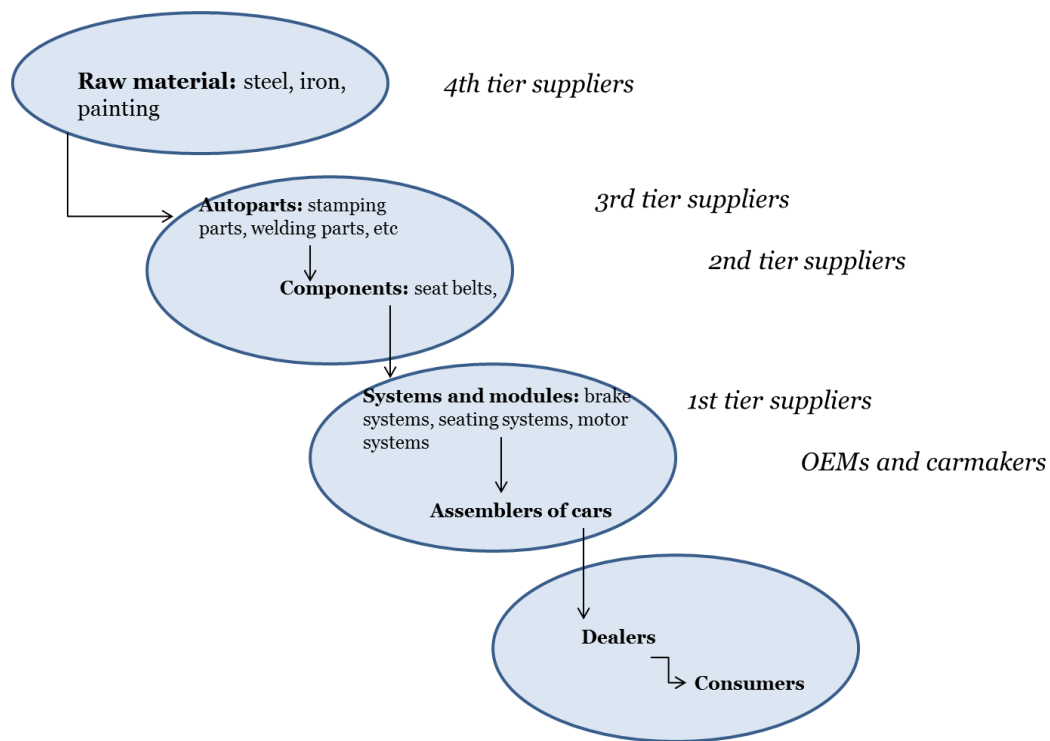 Raw material: steel, iron,
painting
4th tier suppliers
Autoparts: stamping
parts, welding parts, etc
3rd tier suppliers
2nd tier suppliers
Components: seat belts,
Systems and modules: brake
systems, seating systems, motor
systems
1st tier suppliers
OEMs and carmakers
Assemblers of cars
Dealers
Consumers